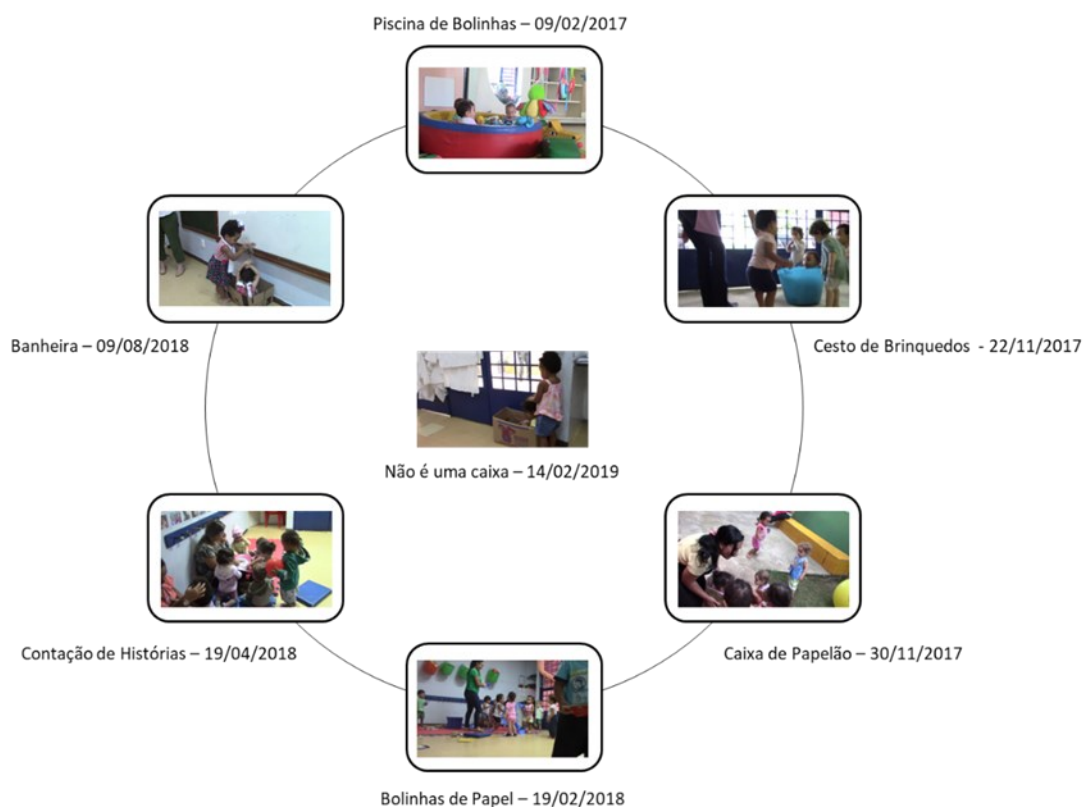 Piscina de Bolinhas – 09/02/2017
Banheira – 09/08/2018
Cesto de Brinquedos - 22/11/2017
Não é uma caixa – 14/02/2019
Contação de Histórias – 19/04/2018
Caixa de Papelão – 30/11/2017
Bolinhas de Papel – 19/02/2018